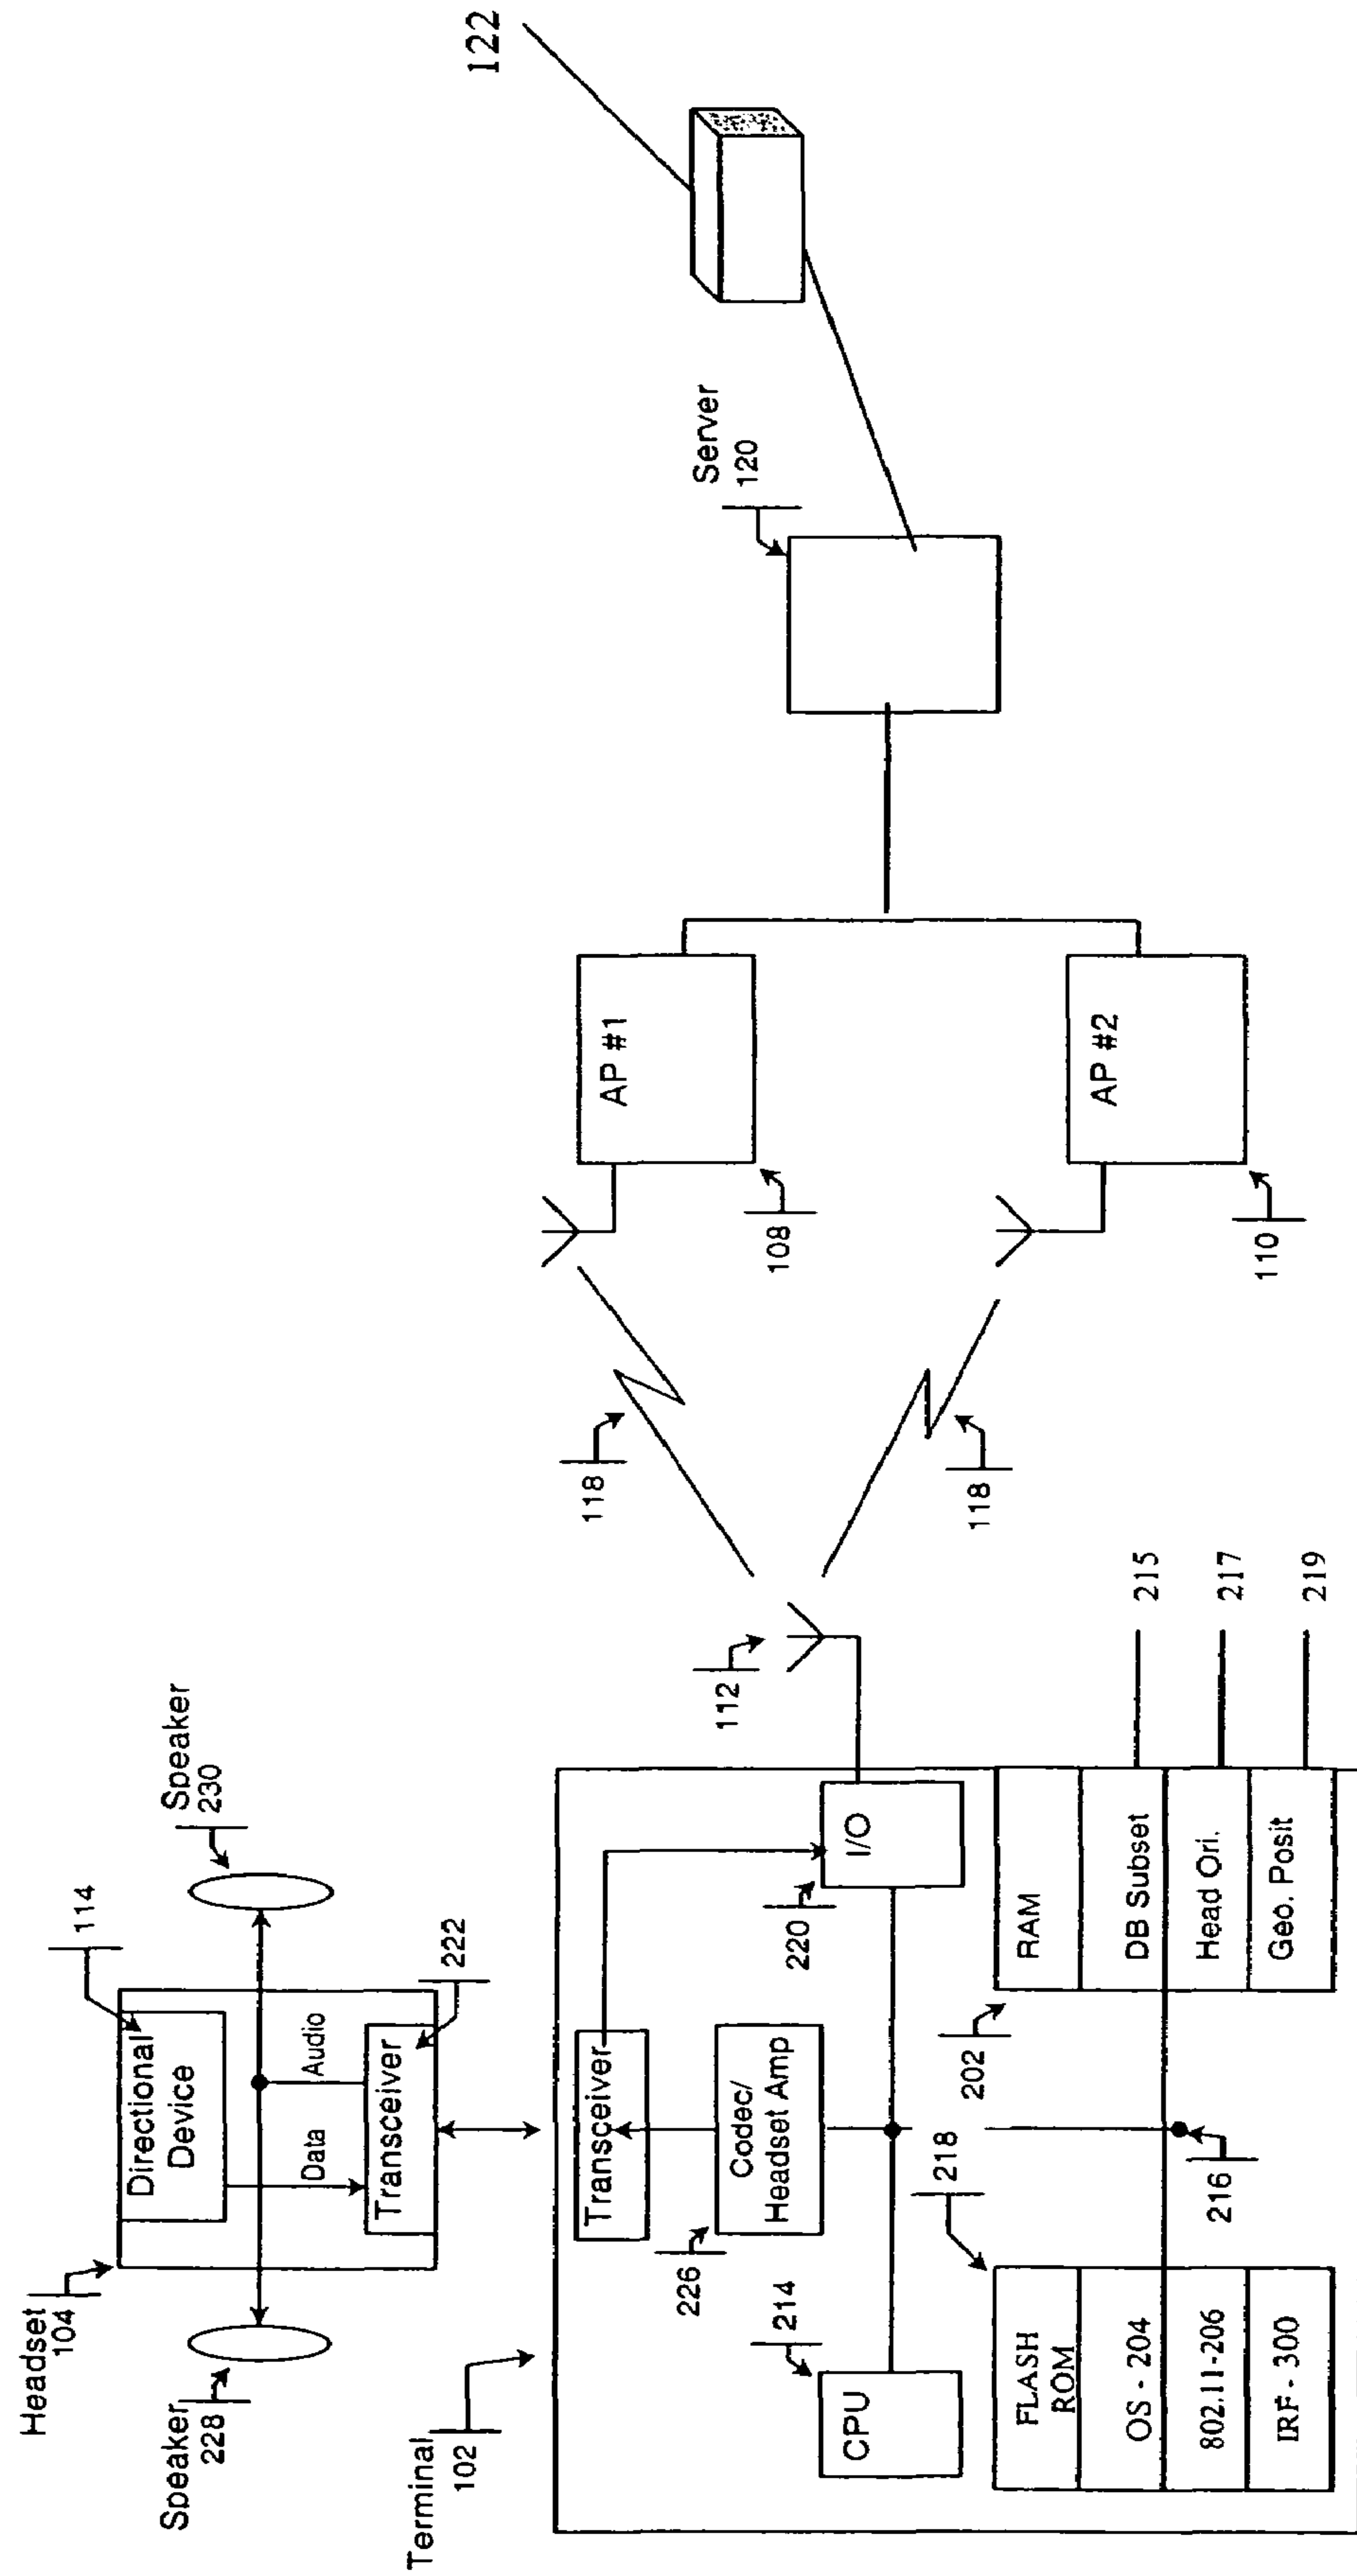 Headset
104
114
Directional
Device
Data
Audio
Transceiver
222
Speaker
228
Speaker
230
Terminal
102
Transceiver
226
Codec/
Headset Amp
220
I/O
214
CPU
218
216
202
FLASH
ROM
OS - 204
802.11-206
IRF - 300
RAM
DB Subset
Head Ori.
Geo. Posit
215
217
219
112
118
118
108
AP #1
110
AP #2
Server
120
122